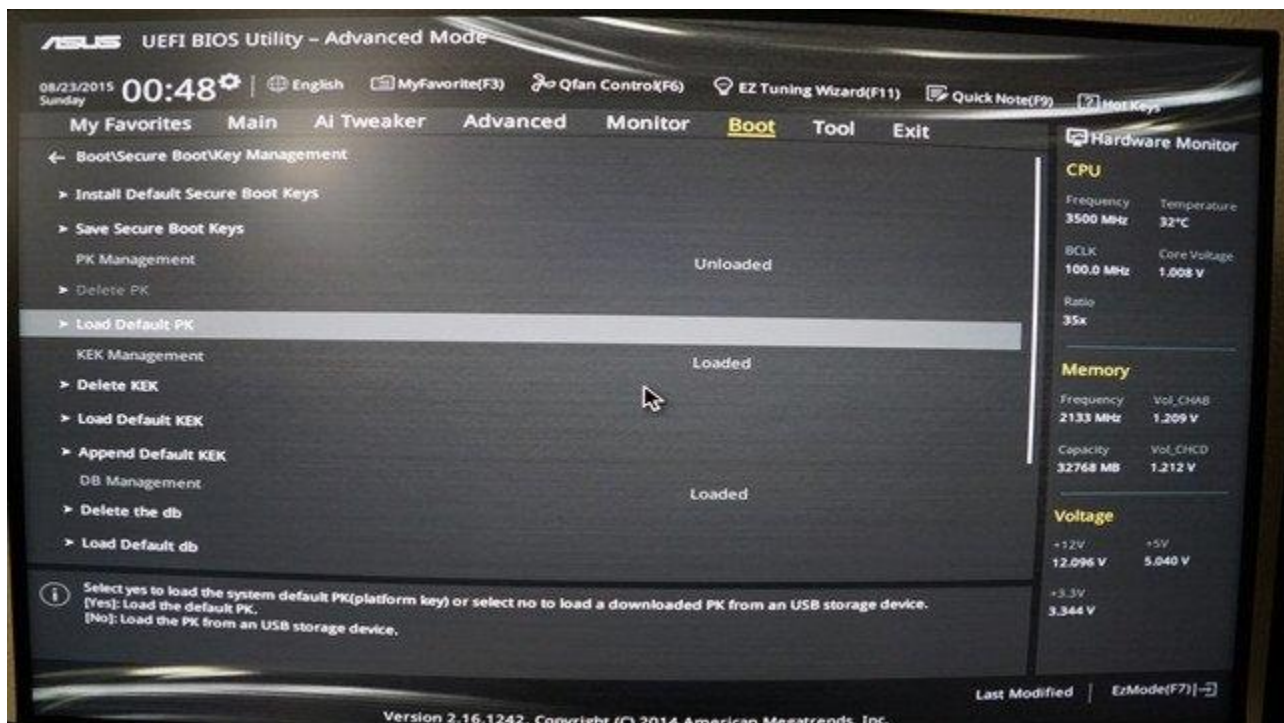 ASUS UEFI BIOS Utility – Advanced Mode
08/23/2015 Sunday 00:48 English MyFavorite(F3) Qfan Control(F6) EZ Tuning Wizard(F11) Quick Note(F9) [?] Hot Keys
My Favorites Main Ai Tweaker Advanced Monitor Boot Tool Exit
← Boot\Secure Boot\Key Management
> Install Default Secure Boot Keys
> Save Secure Boot Keys
PK Management Unloaded
> Delete PK
> Load Default PK
KEK Management Loaded
> Delete KEK
> Load Default KEK
> Append Default KEK
DB Management Loaded
> Delete the db
> Load Default db
Select yes to load the system default PK(platform key) or select no to load a downloaded PK from an USB storage device.
[Yes]: Load the default PK.
[No]: Load the PK from an USB storage device.
Hardware Monitor
CPU
Frequency Temperature
3500 MHz 32°C
BCLK Core Voltage
100.0 MHz 1.008 V
Ratio
35x
Memory
Frequency Vol_CHAB
2133 MHz 1.209 V
Capacity Vol_CHCD
32768 MB 1.212 V
Voltage
+12V +5V
12.096 V 5.040 V
+3.3V
3.344 V
Last Modified | EzMode(F7)|
Version 2.16.1242. Copyright (C) 2014 American Megatrends, Inc.